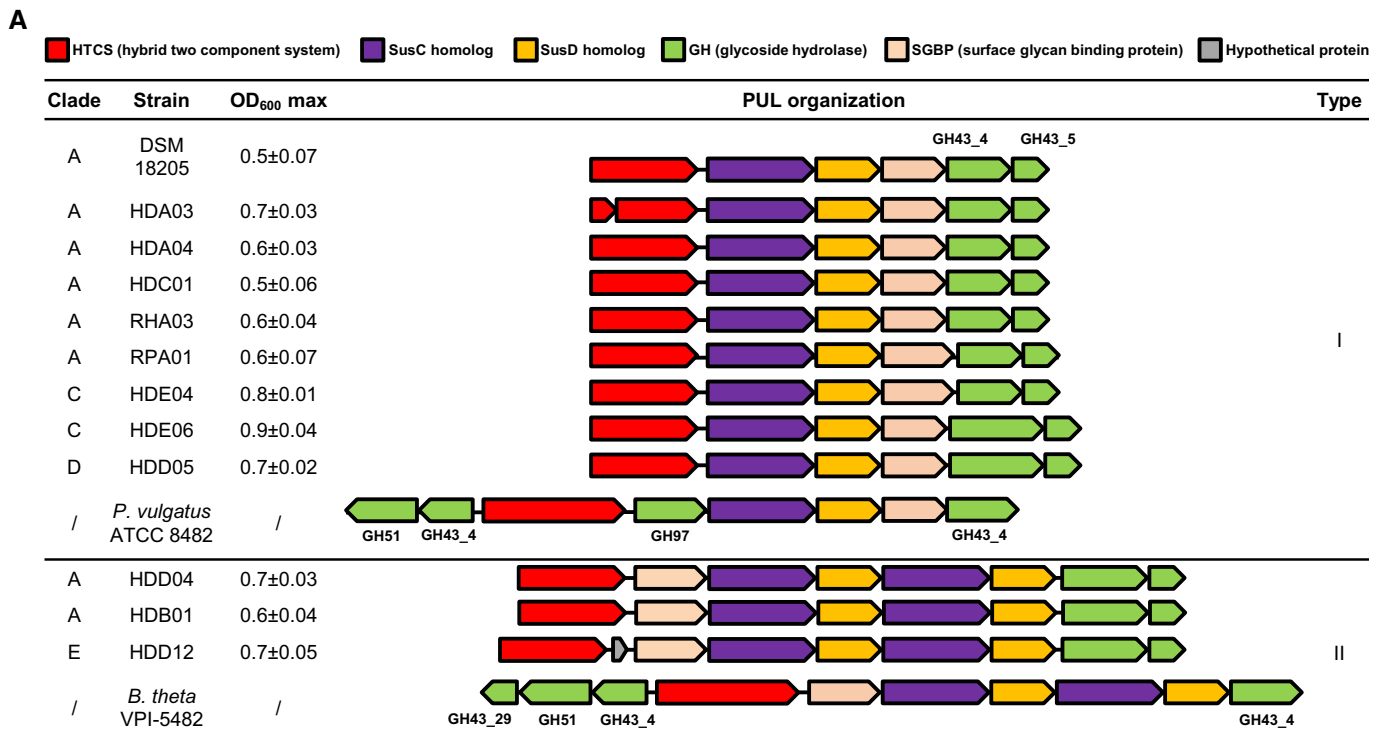 A
HTCS (hybrid two component system) SusC homolog SusD homolog GH (glycoside hydrolase) SGBP (surface glycan binding protein) Hypothetical protein
Clade Strain OD600 max PUL organization Type
A DSM 18205 0.5±0.07 GH43_4 GH43_5
A HDA03 0.7±0.03
A HDA04 0.6±0.03
A HDC01 0.5±0.06
A RHA03 0.6±0.04
I
A RPA01 0.6±0.07
C HDE04 0.8±0.01
C HDE06 0.9±0.04
D HDD05 0.7±0.02
/ P. vulgatus ATCC 8482 /
GH51 GH43_4 GH97 GH43_4
A HDD04 0.7±0.03
A HDB01 0.6±0.04
E HDD12 0.7±0.05 II
/ B. theta VPI-5482 /
GH43_29 GH51 GH43_4 GH43_4